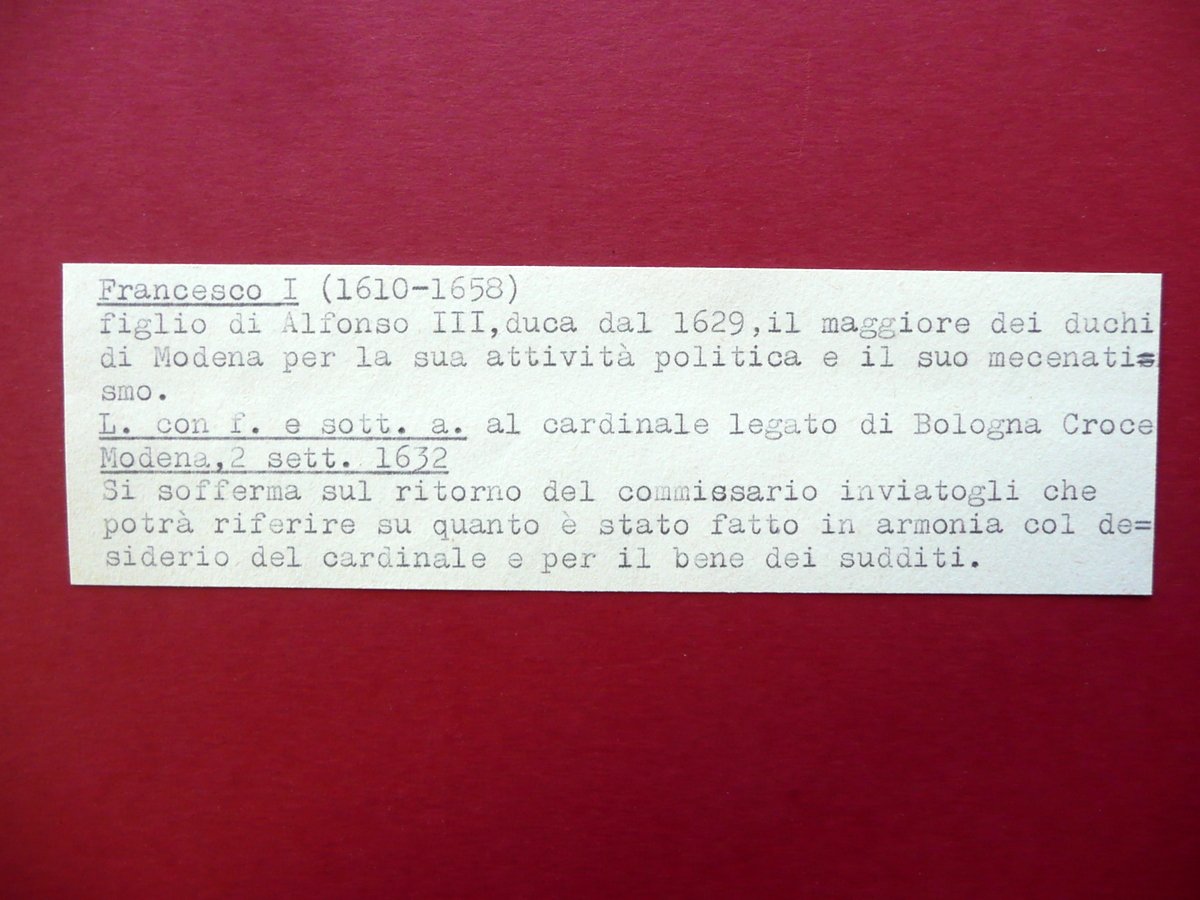 Francesco I (1610-1658)
figlio di Alfonso III,duca dal 1629,il maggiore dei duchi
di Modena per la sua attività politica e il suo mecenati=
smo.
L. con f. e sott. a. al cardinale legato di Bologna Croce
Modena,2 sett. 1632
Si sofferma sul ritorno del commissario inviatogli che
potrà riferire su quanto è stato fatto in armonia col de=
siderio del cardinale e per il bene dei sudditi.